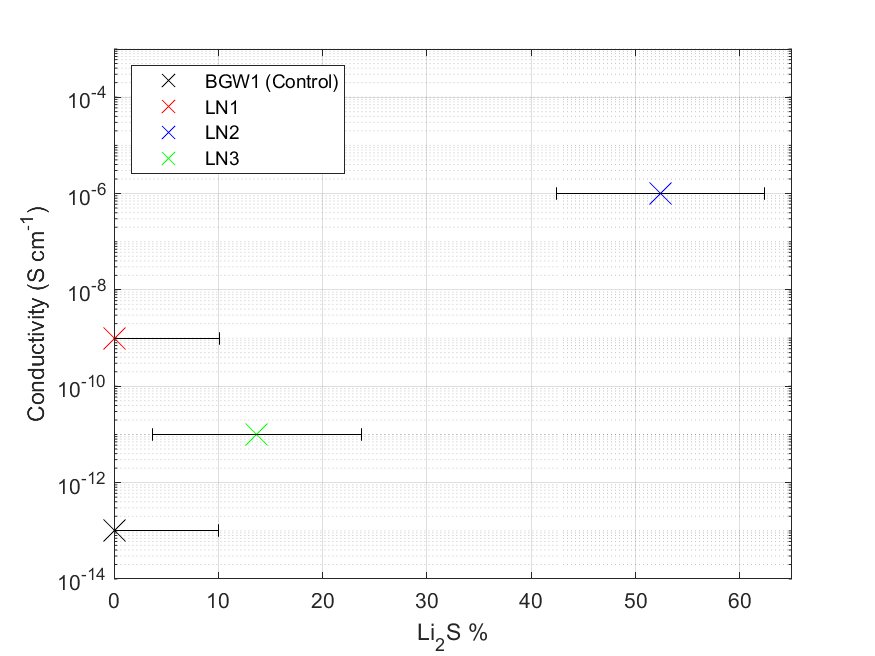 BGW1 (Control)
LN1
LN2
LN3
10^-4
10^-6
10^-8
10^-10
10^-12
10^-14
Conductivity (S cm^-1)
0 10 20 30 40 50 60
Li_2S %